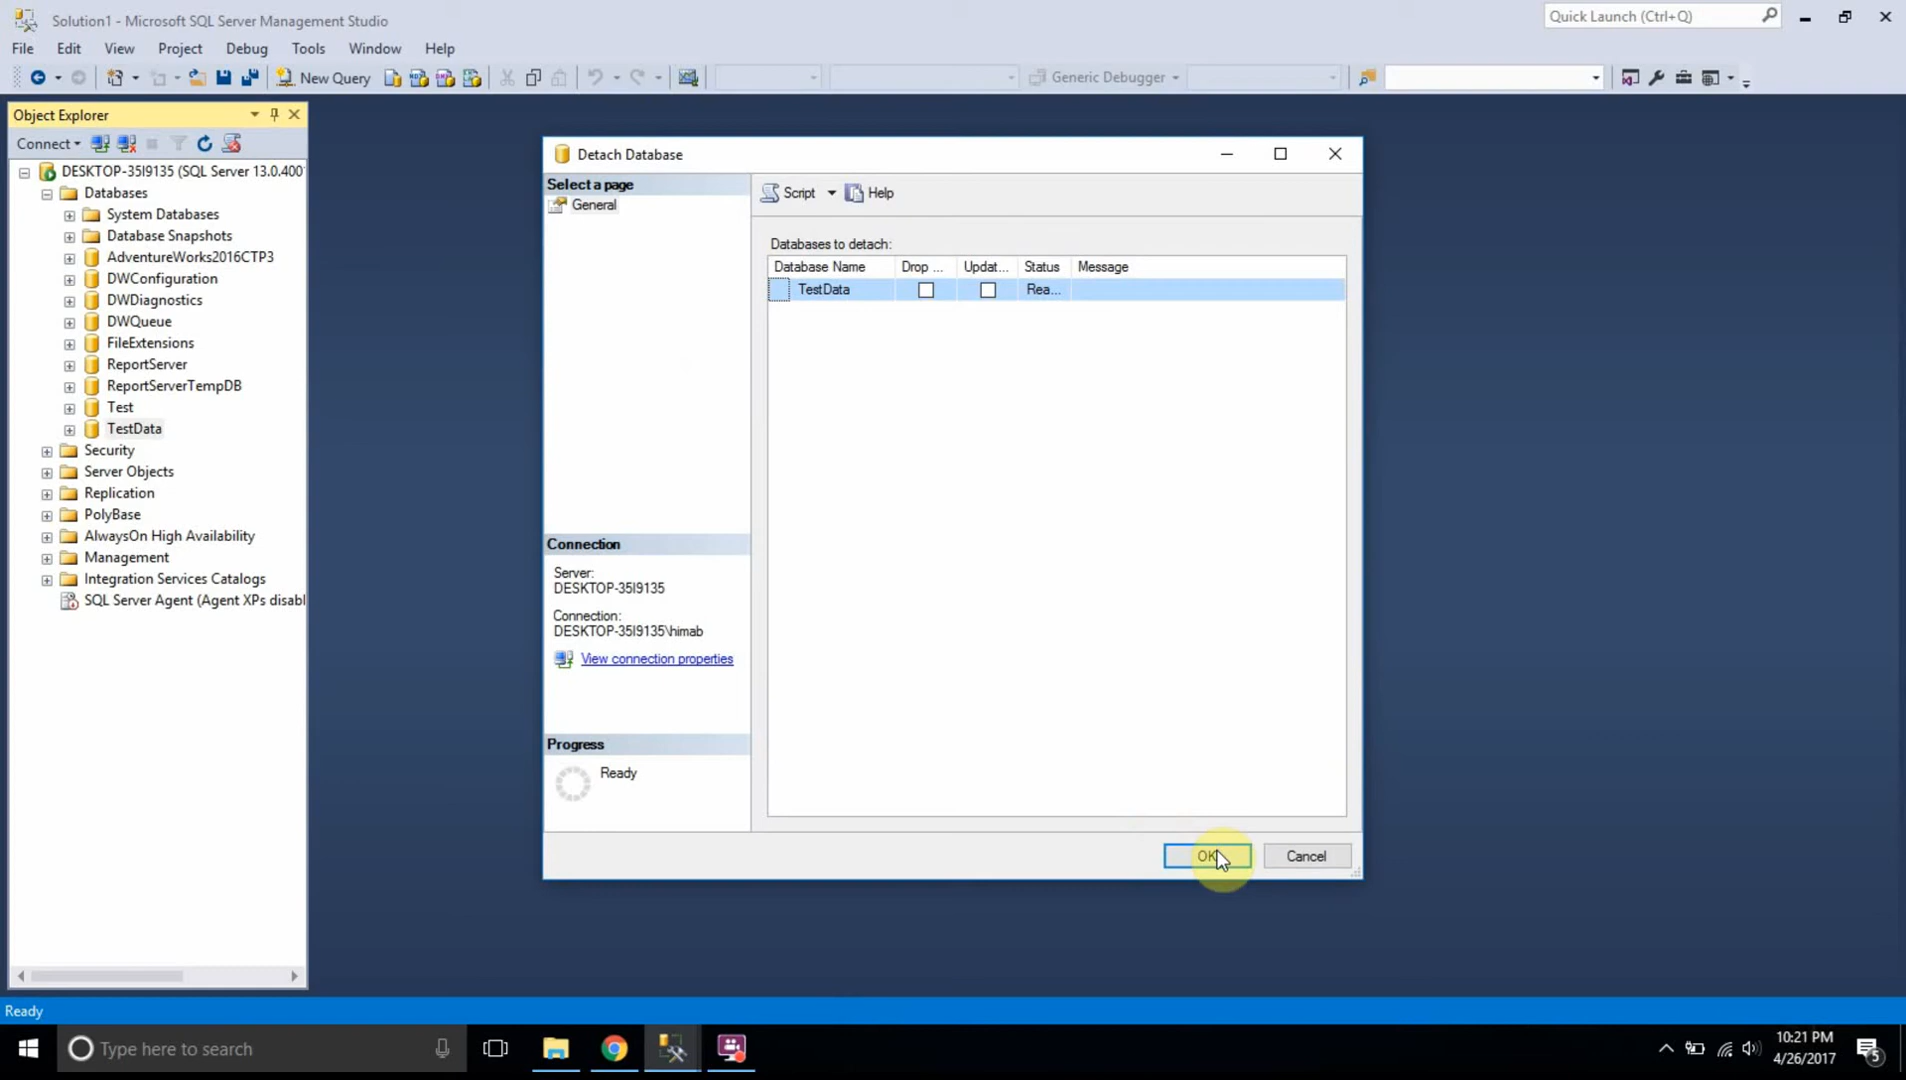 Solution1 - Microsoft SQL Server Management Studio
Quick Launch (Ctrl+Q)
File Edit View Project Debug Tools Window Help
New Query
Generic Debugger
Object Explorer
Connect
DESKTOP-35I9135 (SQL Server 13.0.400
Databases
System Databases
Database Snapshots
AdventureWorks2016CTP3
DWConfiguration
DWDiagnostics
DWQueue
FileExtensions
ReportServer
ReportServerTempDB
Test
TestData
Security
Server Objects
Replication
PolyBase
AlwaysOn High Availability
Management
Integration Services Catalogs
SQL Server Agent (Agent XPs disabl
Detach Database
Select a page
General
Script Help
Databases to detach:
Database Name Drop ... Updat... Status Message
TestData Rea...
Connection
Server:
DESKTOP-35I9135
Connection:
DESKTOP-35I9135\himab
View connection properties
Progress
Ready
OK Cancel
Ready
Type here to search
10:21 PM
4/26/2017
5